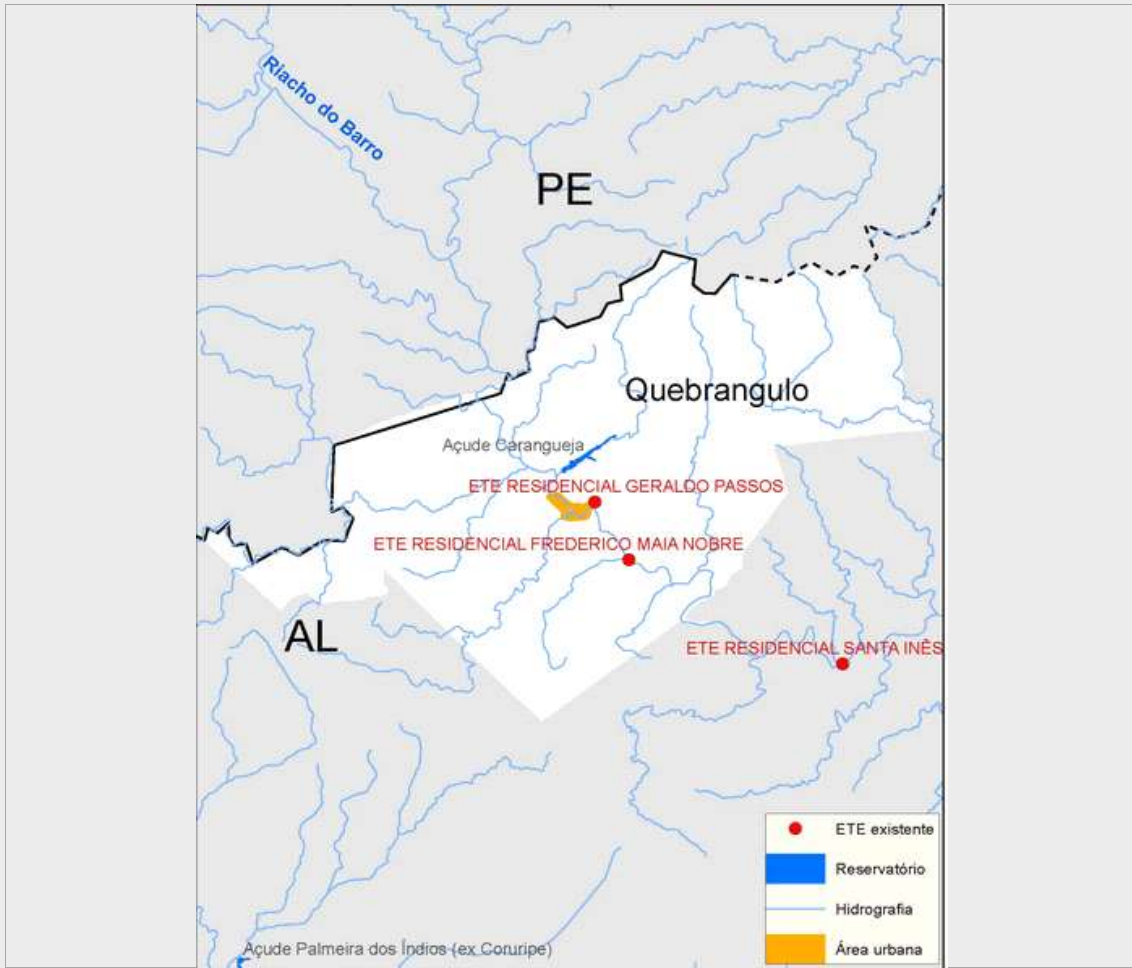 Riacho do Barro
PE
Quebrangulo
Açude Carangueja
ETE RESIDENCIAL GERALDO PASSOS
ETE RESIDENCIAL FREDERICO MAIA NOBRE
AL
ETE RESIDENCIAL SANTA INÊS
ETE existente
Reservatório
Hidrografia
Área urbana
Açude Palmeira dos Índios (ex Coruripe)